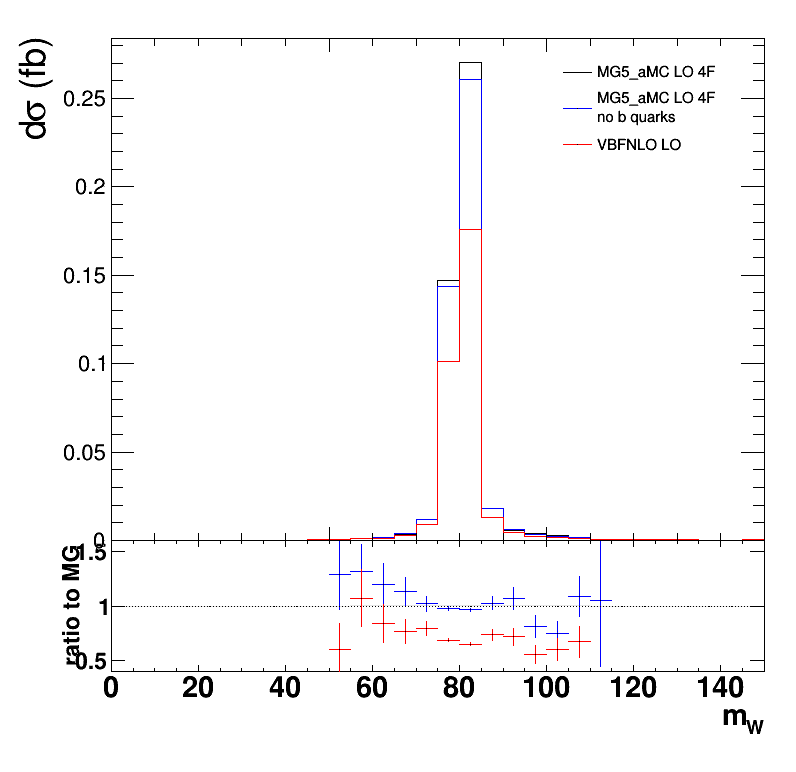 dσ (fb)
0.25
0.2
0.15
0.1
0.05
0
MG5_aMC LO 4F
MG5_aMC LO 4F
no b quarks
VBFNLO LO
ratio to MG
1.5
1
0.5
0 20 40 60 80 100 120 140
m_W